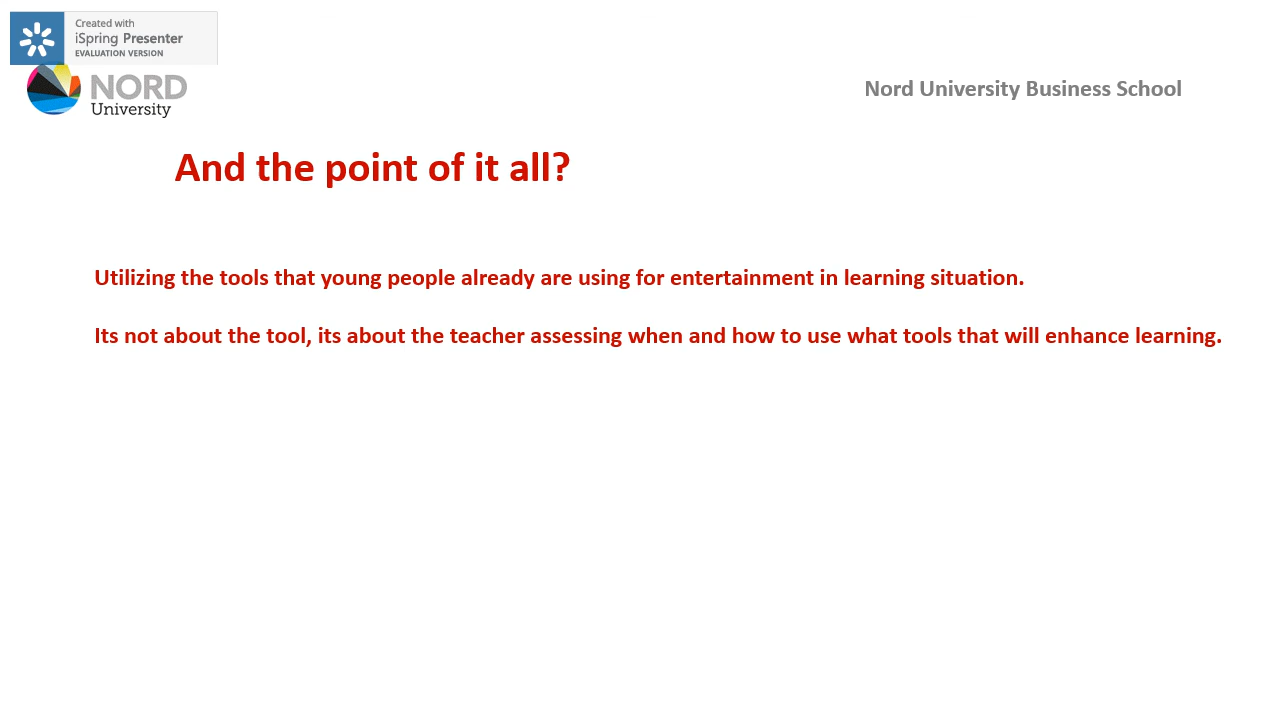 Created with
iSpring Presenter
EVALUATION VERSION
NORD
University
Nord University Business School
And the point of it all?
Utilizing the tools that young people already are using for entertainment in learning situation.
Its not about the tool, its about the teacher assessing when and how to use what tools that will enhance learning.